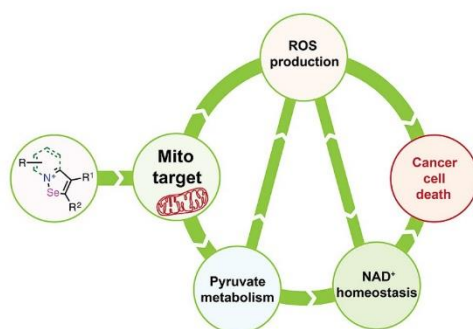 ROS
production
R
N⁺
Se
R¹
R²
Mito
target
Cancer
cell
death
Pyruvate
metabolism
NAD⁺
homeostasis